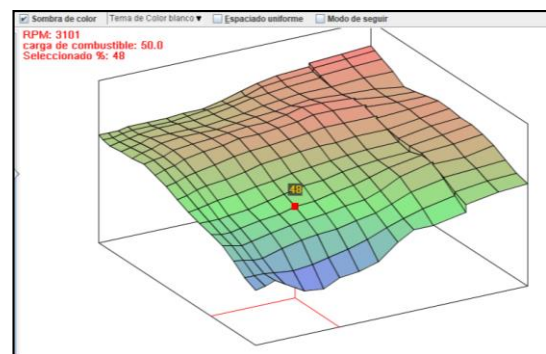 Sombra de color Tema de Color blanco▼ Espaciado uniforme Modo de seguir
RPM: 3101
carga de combustible: 50.0
Seleccionado %: 48
48